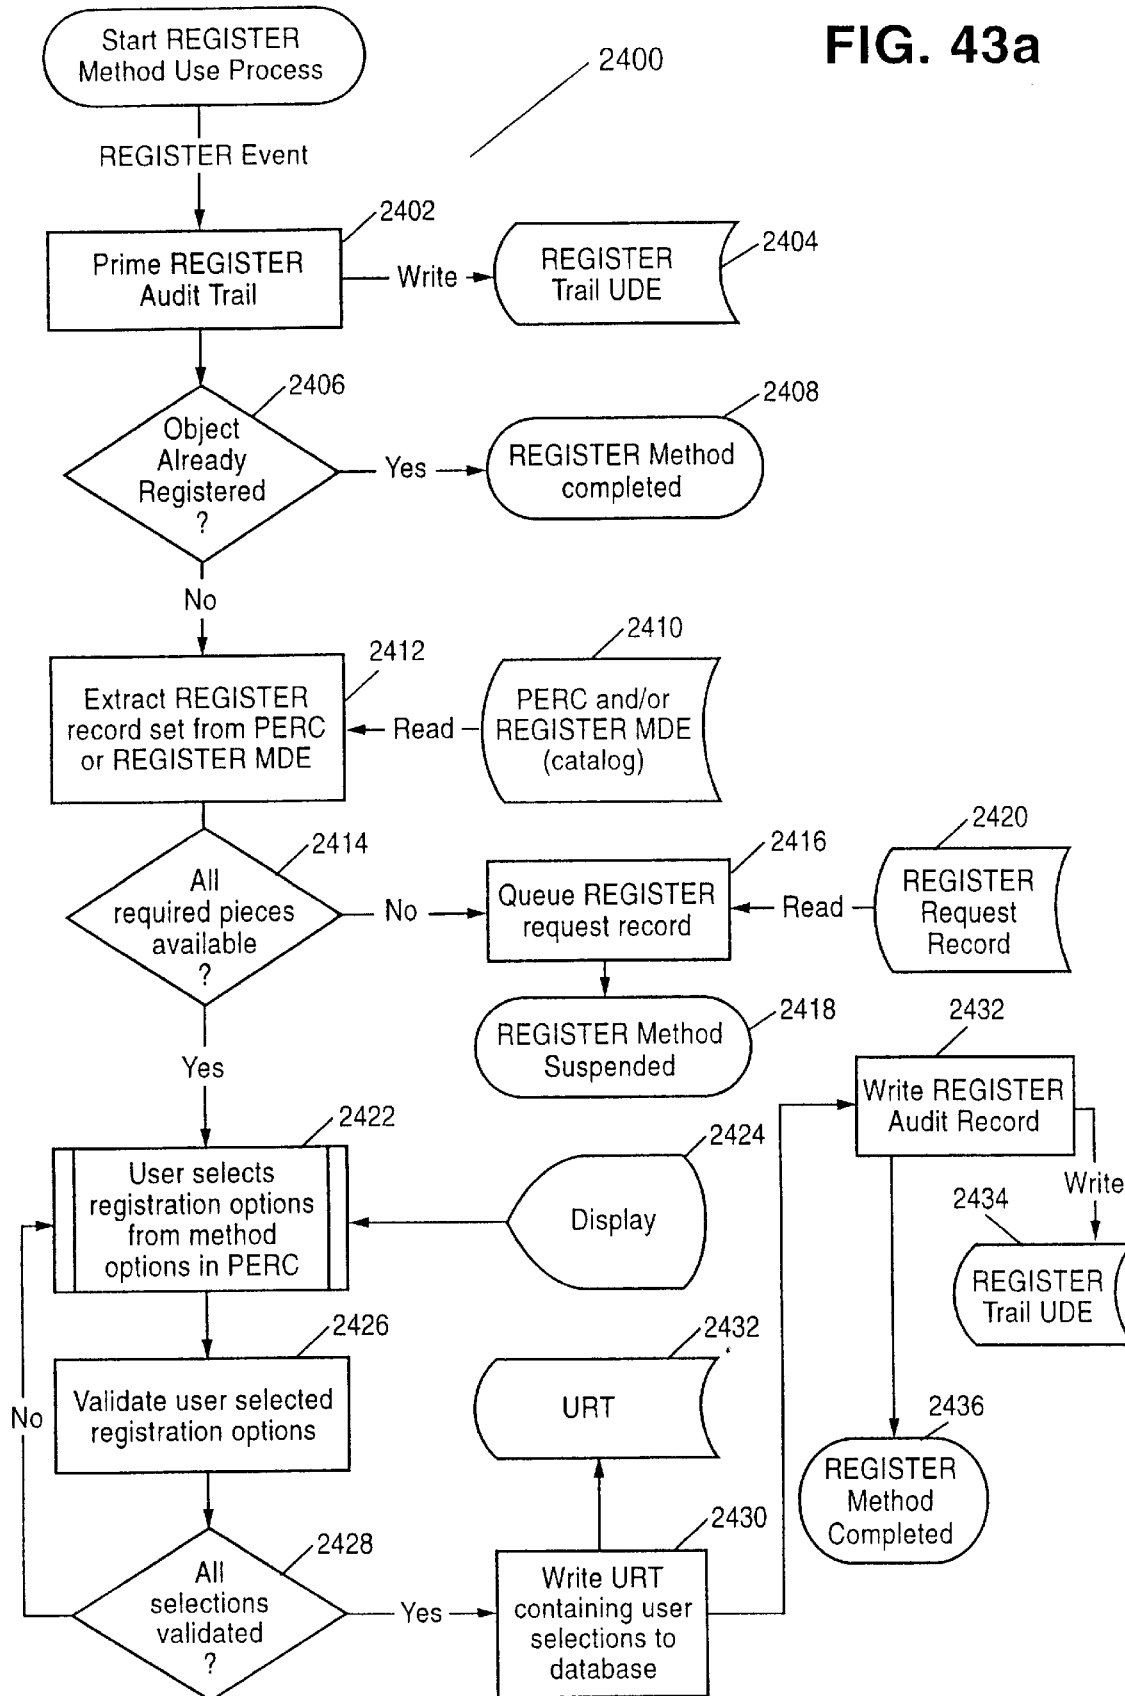 FIG. 43a
Start REGISTER
Method Use Process
2400
REGISTER Event
2402
Prime REGISTER
Audit Trail
Write
2404
REGISTER
Trail UDE
2406
Object
Already
Registered
?
Yes
2408
REGISTER Method
completed
No
2412
Extract REGISTER
record set from PERC
or REGISTER MDE
Read
2410
PERC and/or
REGISTER MDE
(catalog)
2414
All
required pieces
available
?
No
2416
Queue REGISTER
request record
Read
2420
REGISTER
Request
Record
2418
REGISTER Method
Suspended
Yes
2422
User selects
registration options
from method
options in PERC
2424
Display
2426
Validate user selected
registration options
No
2428
All
selections
validated
?
Yes
2430
Write URT
containing user
selections to
database
2432
URT
2432
Write REGISTER
Audit Record
Write
2434
REGISTER
Trail UDE
2436
REGISTER
Method
Completed